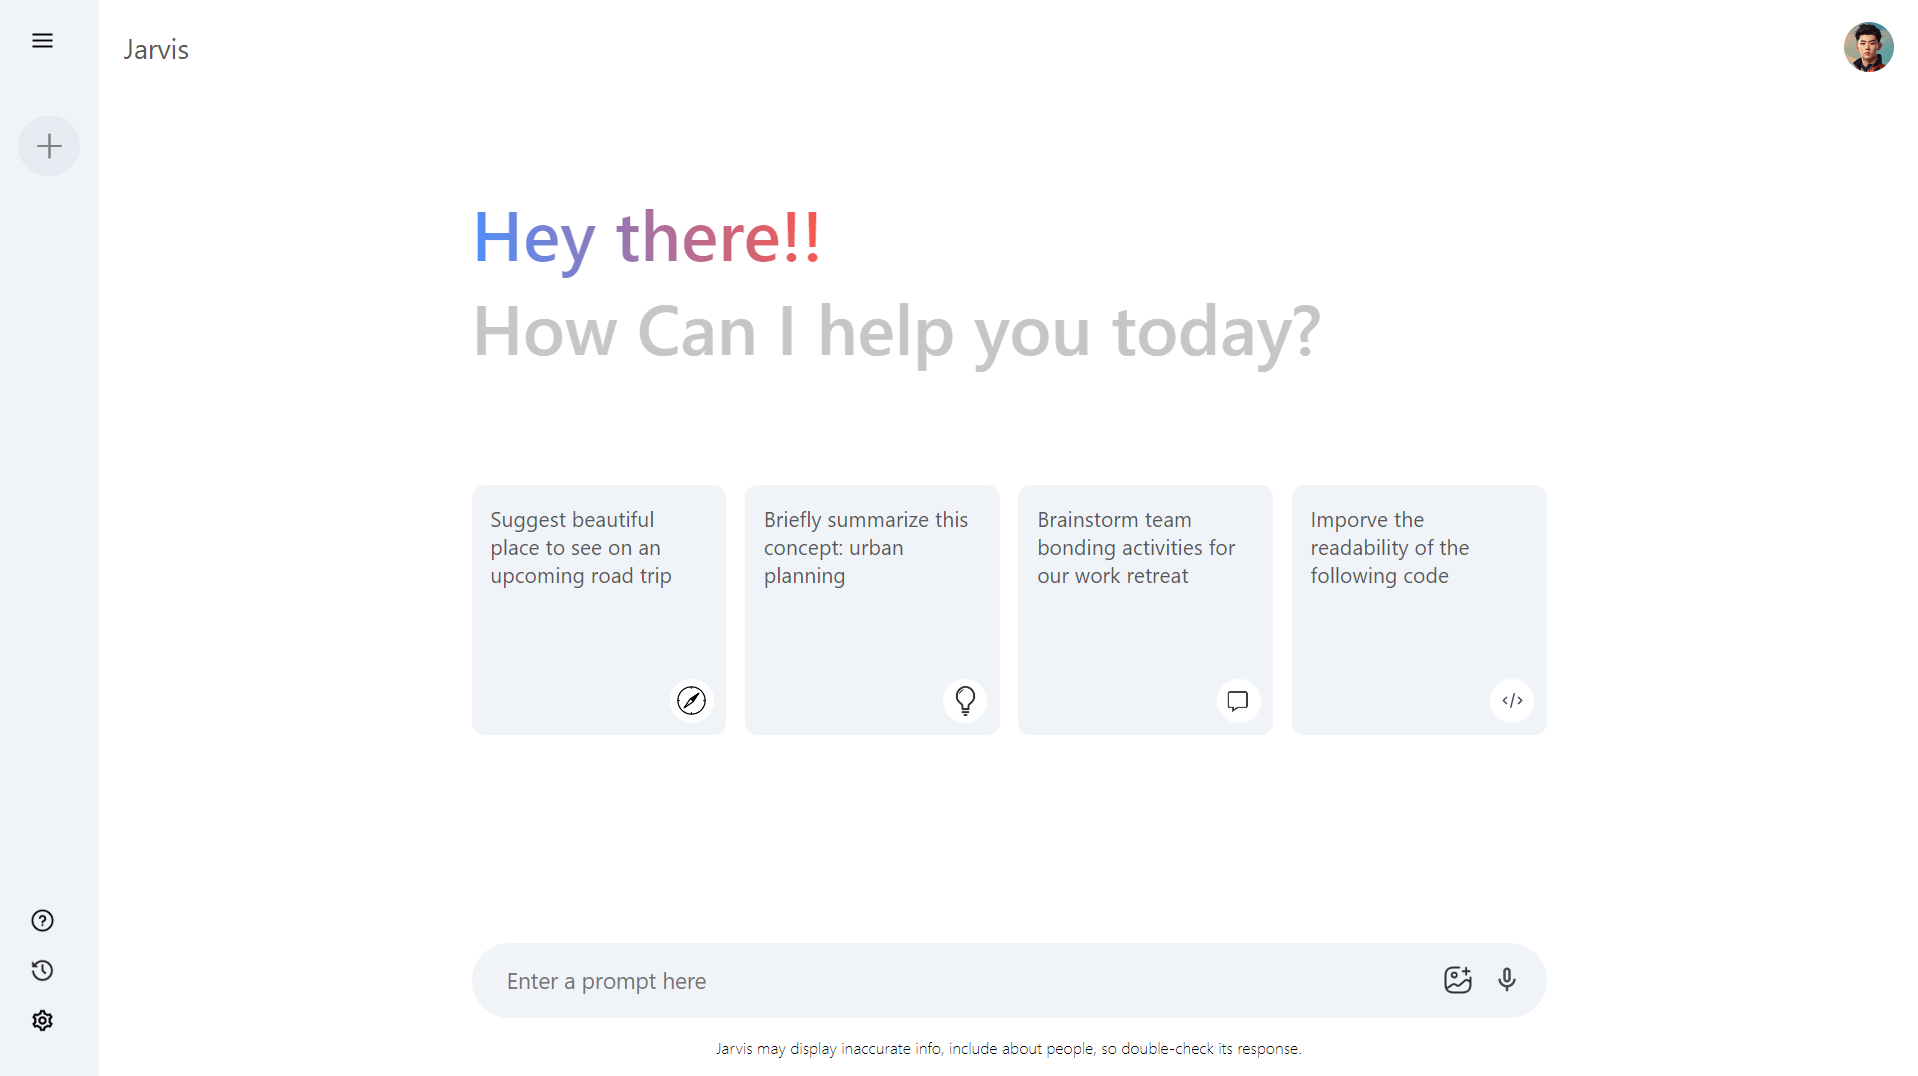 Jarvis
Hey there!!
How Can I help you today?
Suggest beautiful
place to see on an
upcoming road trip
Briefly summarize this
concept: urban
planning
Brainstorm team
bonding activities for
our work retreat
Imporve the
readability of the
following code
Enter a prompt here
Jarvis may display inaccurate info, include about people, so double-check its response.